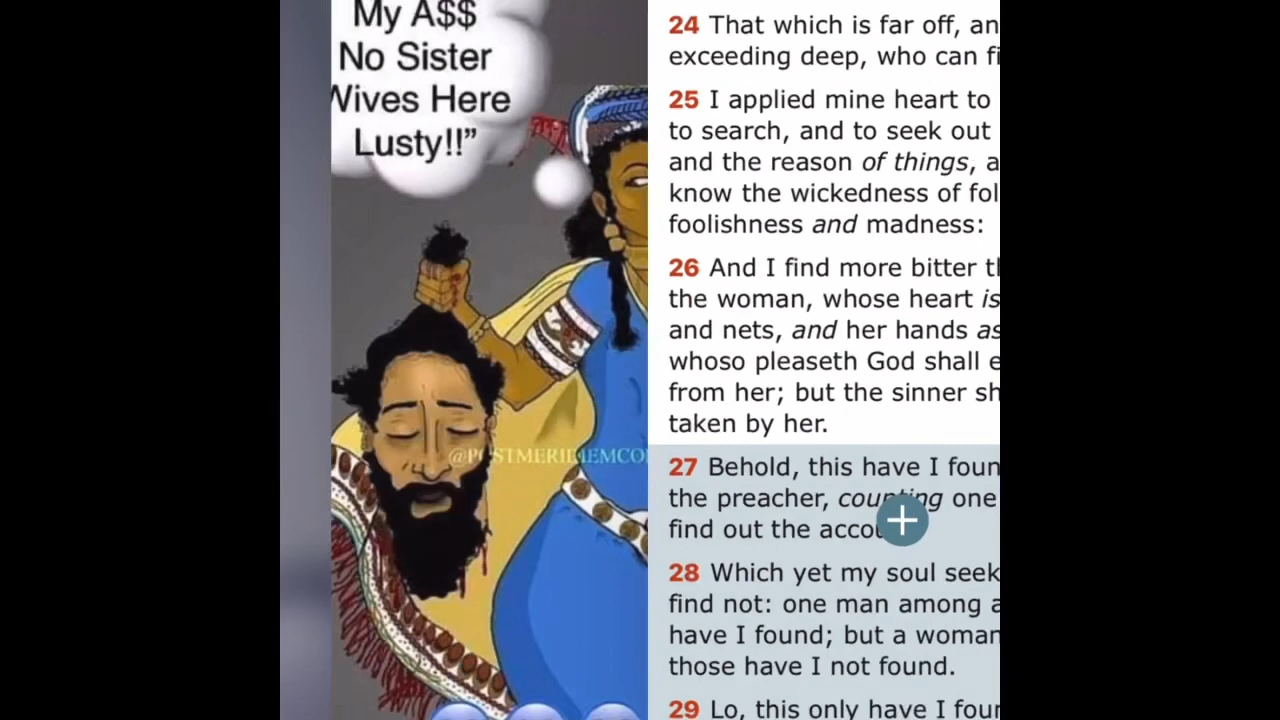 My A$$
No Sister
Wives Here
Lusty!!”
@POSTMERIDIEMCO
24 That which is far off, an
exceeding deep, who can fi
25 I applied mine heart to
to search, and to seek out
and the reason of things, a
know the wickedness of fol
foolishness and madness:
26 And I find more bitter t
the woman, whose heart is
and nets, and her hands as
whoso pleaseth God shall e
from her; but the sinner sh
taken by her.
27 Behold, this have I foun
the preacher, counting one
find out the accou
28 Which yet my soul seek
find not: one man among a
have I found; but a woman
those have I not found.
29 Lo, this only have I foun